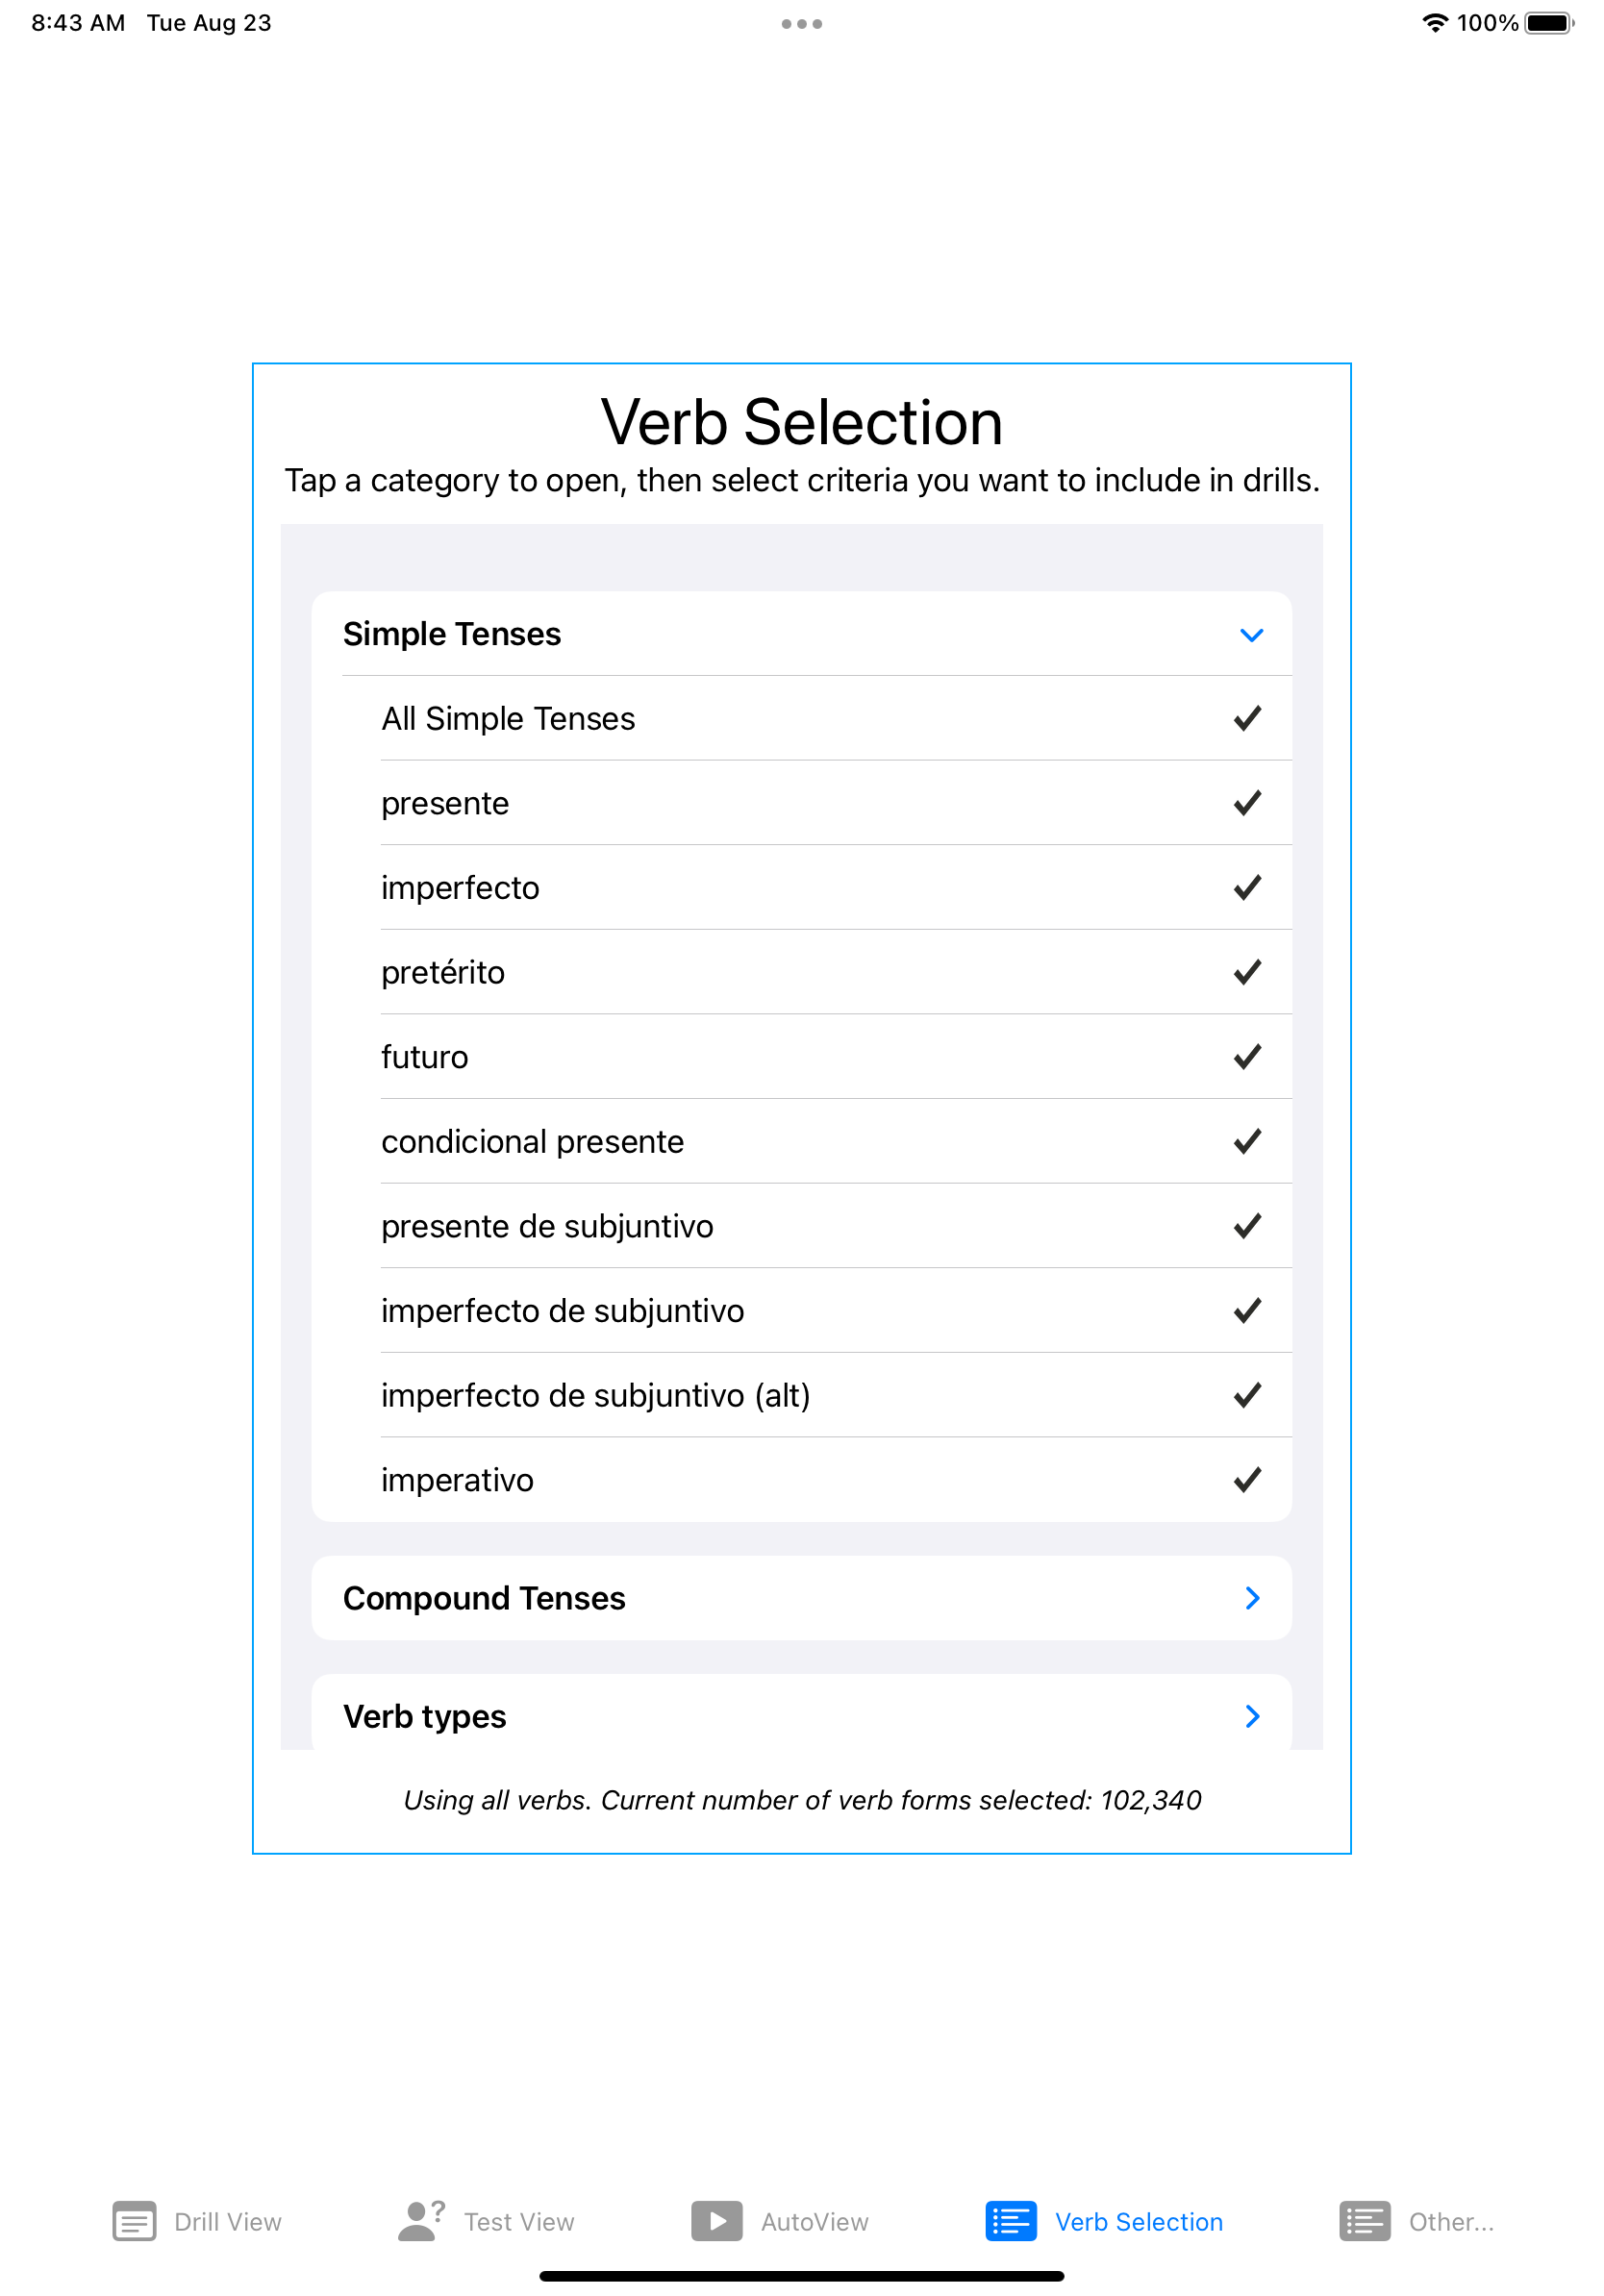 8:43 AM Tue Aug 23
100%
Verb Selection
Tap a category to open, then select criteria you want to include in drills.
Simple Tenses
All Simple Tenses
presente
imperfecto
pretérito
futuro
condicional presente
presente de subjuntivo
imperfecto de subjuntivo
imperfecto de subjuntivo (alt)
imperativo
Compound Tenses
Verb types
Using all verbs. Current number of verb forms selected: 102,340
Drill View
Test View
AutoView
Verb Selection
Other...